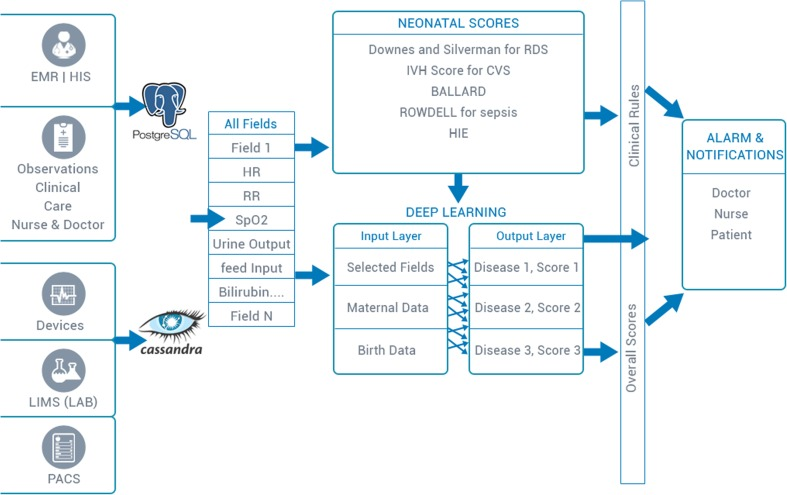 EMR | HIS
Observations
Clinical
Care
Nurse & Doctor
Devices
LIMS (LAB)
PACS
PostgreSQL
cassandra
All Fields
Field 1
HR
RR
SpO2
Urine Output
feed Input
Bilirubin....
Field N
NEONATAL SCORES
Downes and Silverman for RDS
IVH Score for CVS
BALLARD
ROWDELL for sepsis
HIE
DEEP LEARNING
Input Layer
Selected Fields
Maternal Data
Birth Data
Output Layer
Disease 1, Score 1
Disease 2, Score 2
Disease 3, Score 3
Clinical Rules
Overall Scores
ALARM &
NOTIFICATIONS
Doctor
Nurse
Patient